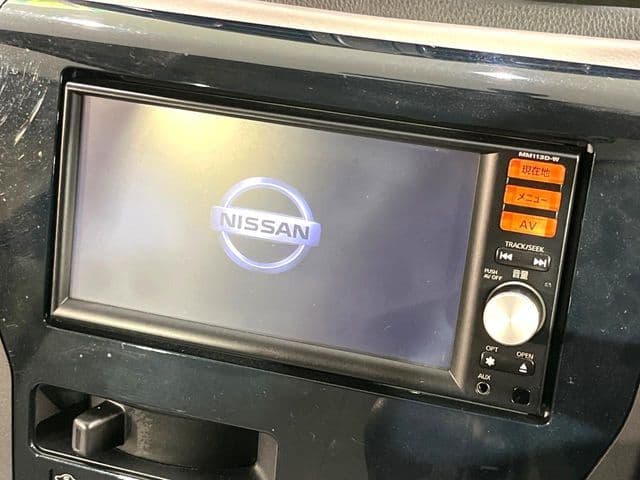 MM113D-W
現在地
メニュー
AV
TRACK/SEEK
PUSH
AV OFF
音量
OPT
OPEN
AUX
NISSAN